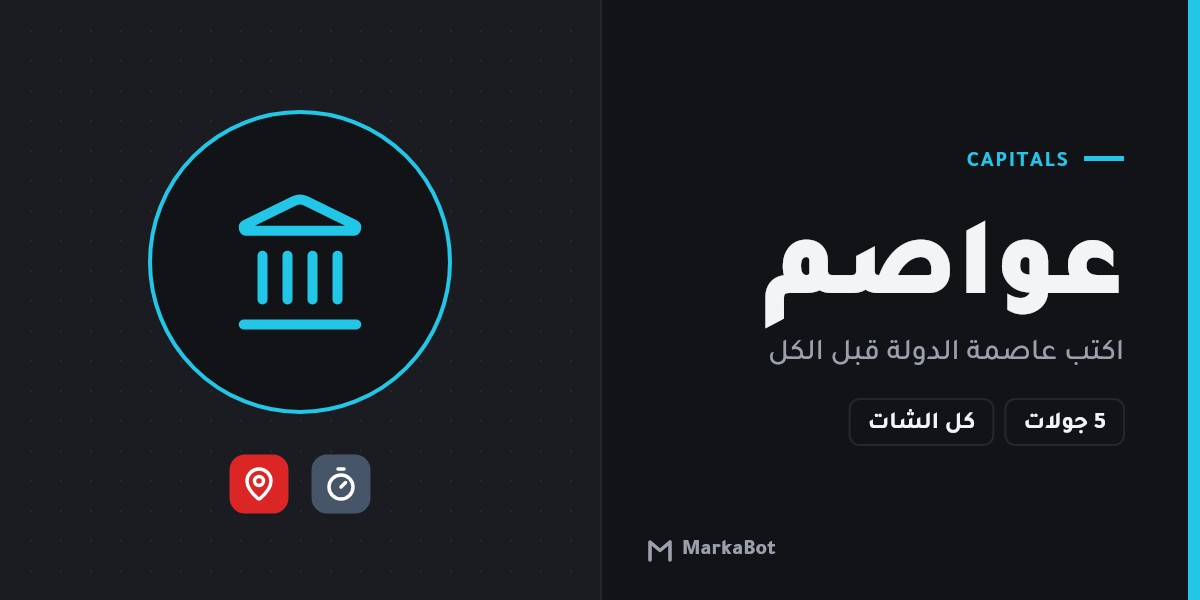 CAPITALS
عواصم
اكتب عاصمة الدولة قبل الكل
5 جولات
كل الشات
MarkaBot